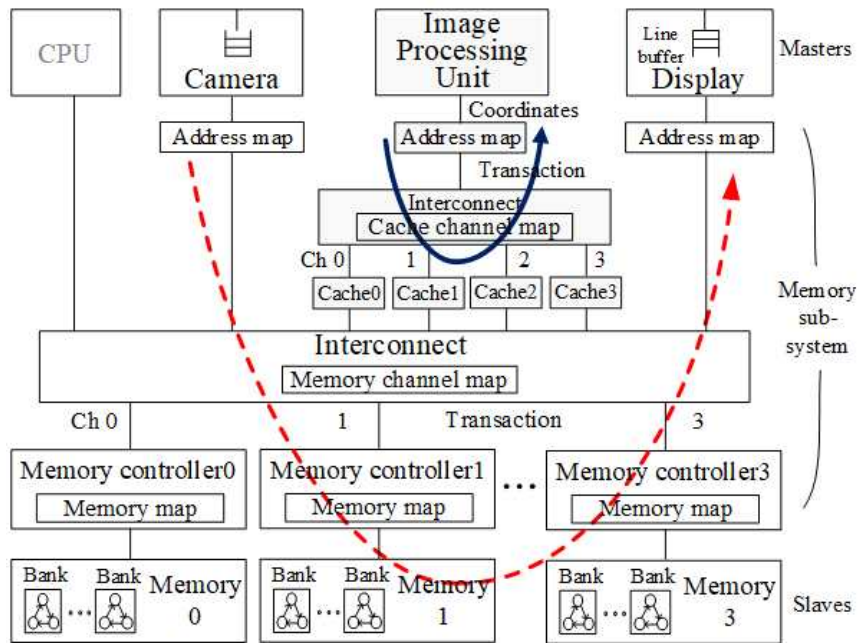 CPU
Camera
Image
Processing
Unit
Line
buffer
Display
Masters
Coordinates
Address map
Address map
Address map
Transaction
Interconnect
Cache channel map
Ch 0
1
2
3
Cache0
Cache1
Cache2
Cache3
Memory
sub-
system
Interconnect
Memory channel map
Ch 0
1
Transaction
3
Memory controller0
Memory controller1
...
Memory controller3
Memory map
Memory map
Memory map
Bank
Bank
Memory
0
...
Bank
Bank
Memory
1
...
Bank
Bank
Memory
3
...
Slaves